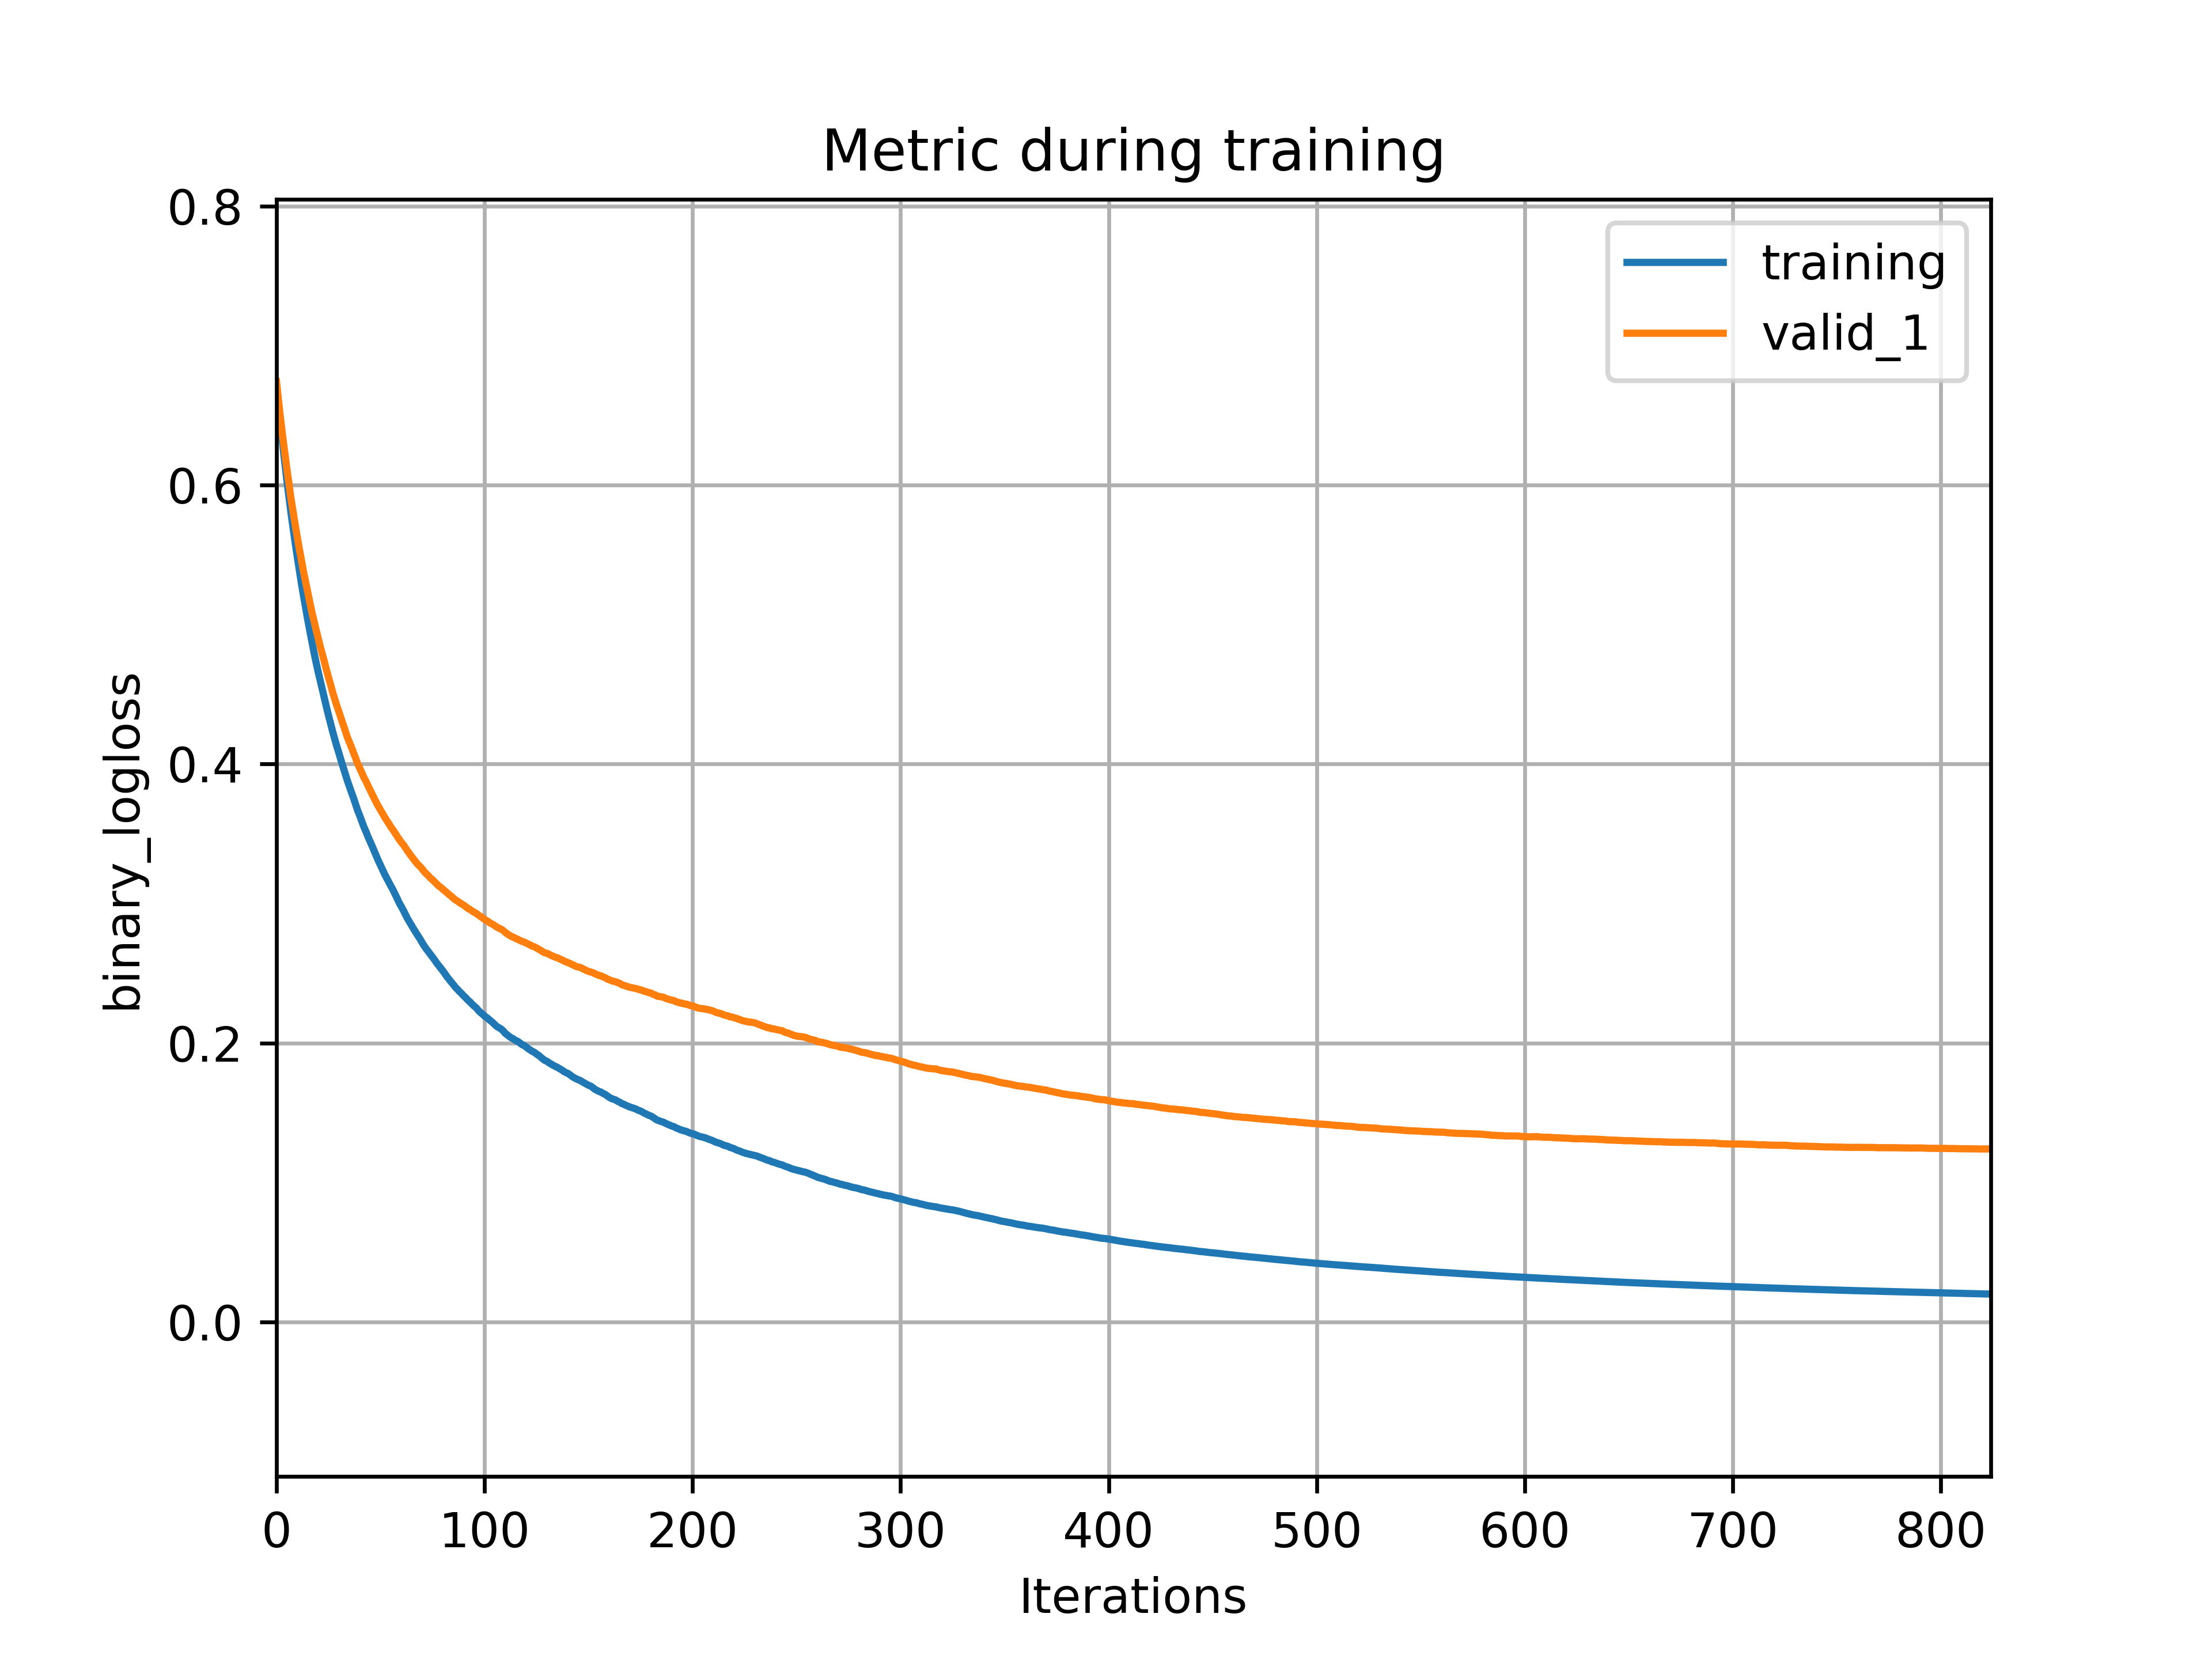 Metric during training
0.8
0.6
0.4
0.2
0.0
binary_logloss
training
valid_1
0 100 200 300 400 500 600 700 800
Iterations